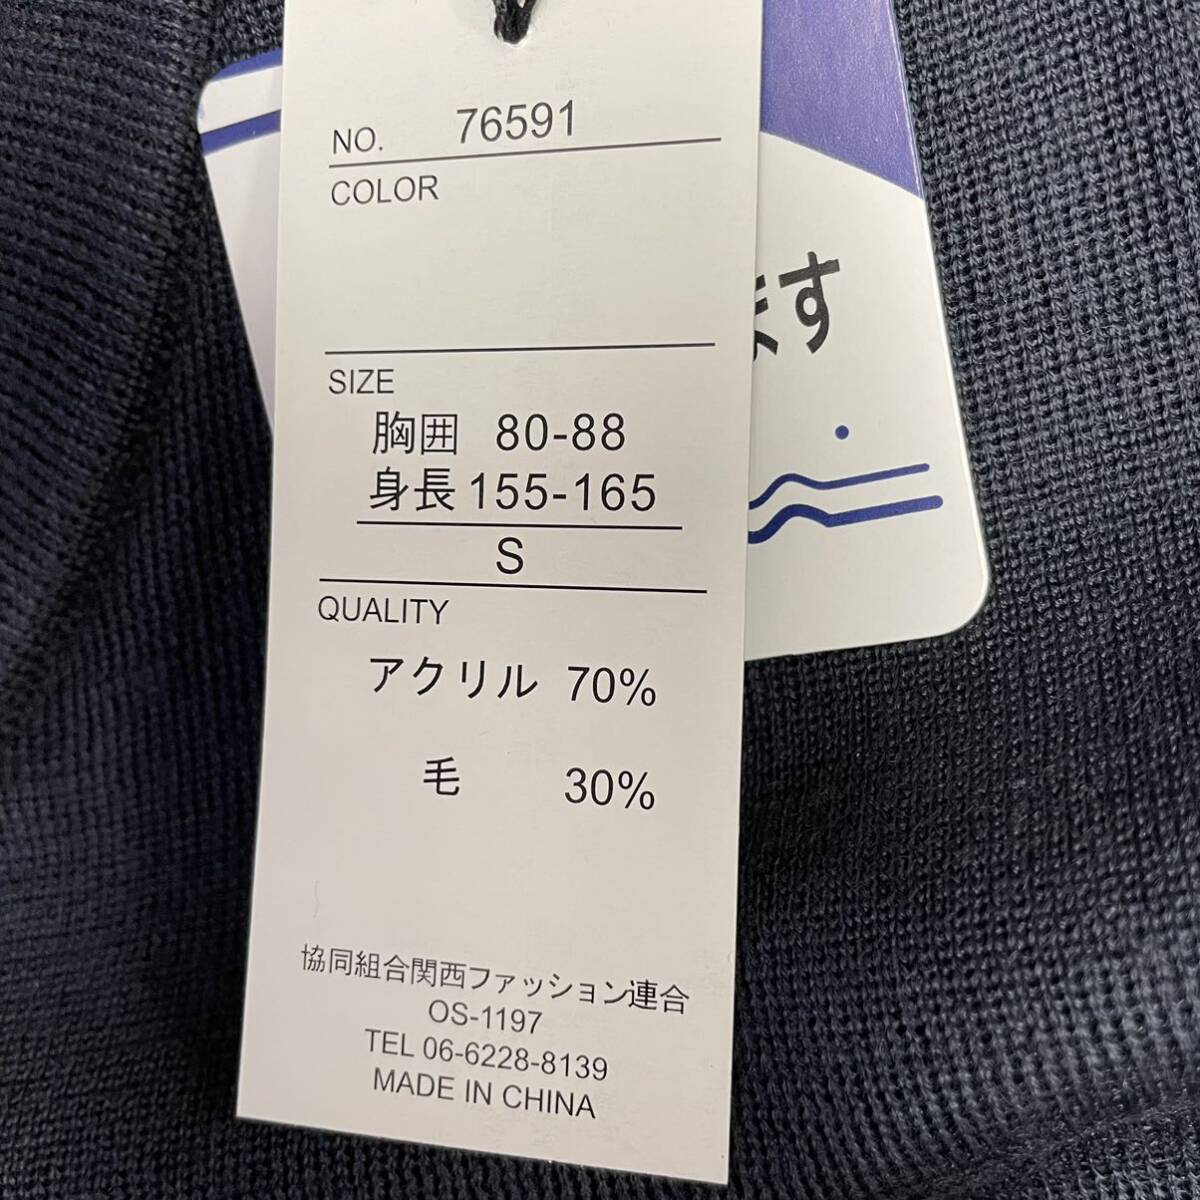 NO. 76591
COLOR
SIZE
胸囲 80-88
身長 155-165
S
QUALITY
アクリル 70%
毛 30%
協同組合関西ファッション連合
OS-1197
TEL 06-6228-8139
MADE IN CHINA
ます